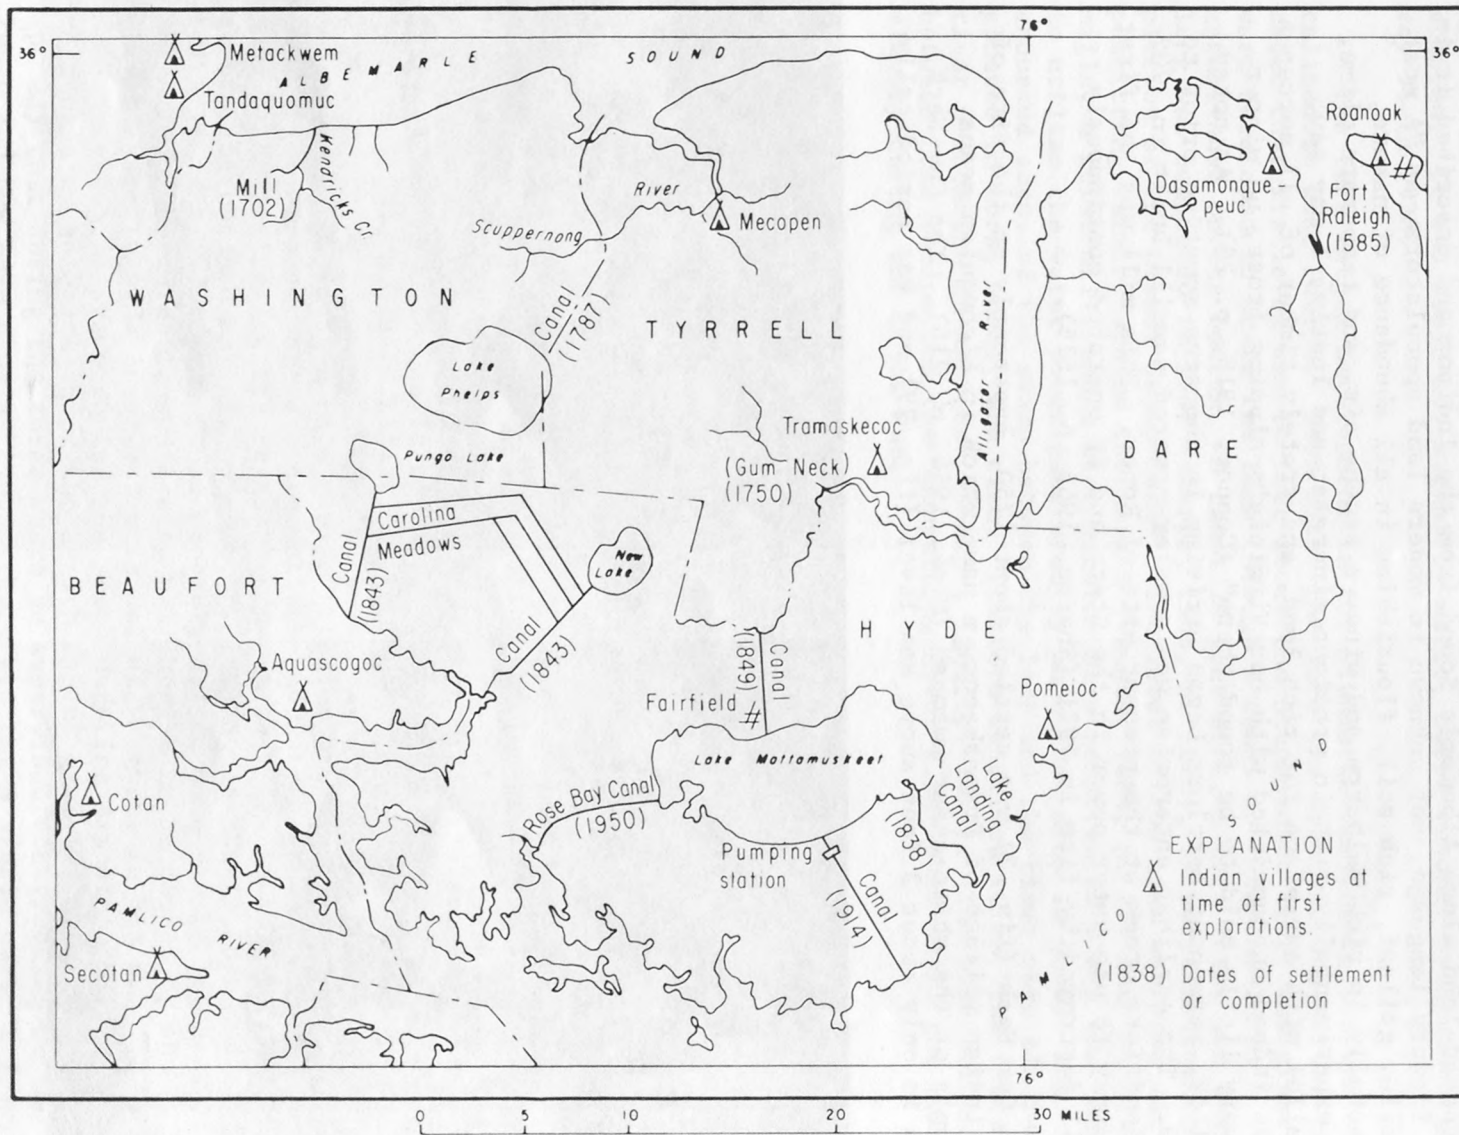 76°
36°
36°
Metackwem
ALBEMARLE SOUND
Tandaquomuc
Roanoak
Kendricks Cr.
Mill
(1702)
River
Scuppernong
Mecopen
Dasamonque-
peuc
Fort
Raleigh
(1585)
WASHINGTON
Canal
(1787)
TYRRELL
Alligator River
Lake
Phelps
Tramaskecoc
DARE
Pungo Lake
(Gum Neck)
(1750)
Carolina
Meadows
Canal
(1843)
New
Lake
BEAUFORT
Canal
(1843)
HYDE
Aquascogoc
(1849)
Canal
Fairfield
Pomeioc
Lake Mattamuskeet
Lake
Landing
Canal
(1838)
Cotan
Rose Bay Canal
(1950)
Pumping
station
Canal
(1914)
PAMLICO SOUND
PAMLICO RIVER
Secotan
EXPLANATION
Indian villages at
time of first
explorations.
(1838) Dates of settlement
or completion
76°
0 5 10 20 30 MILES